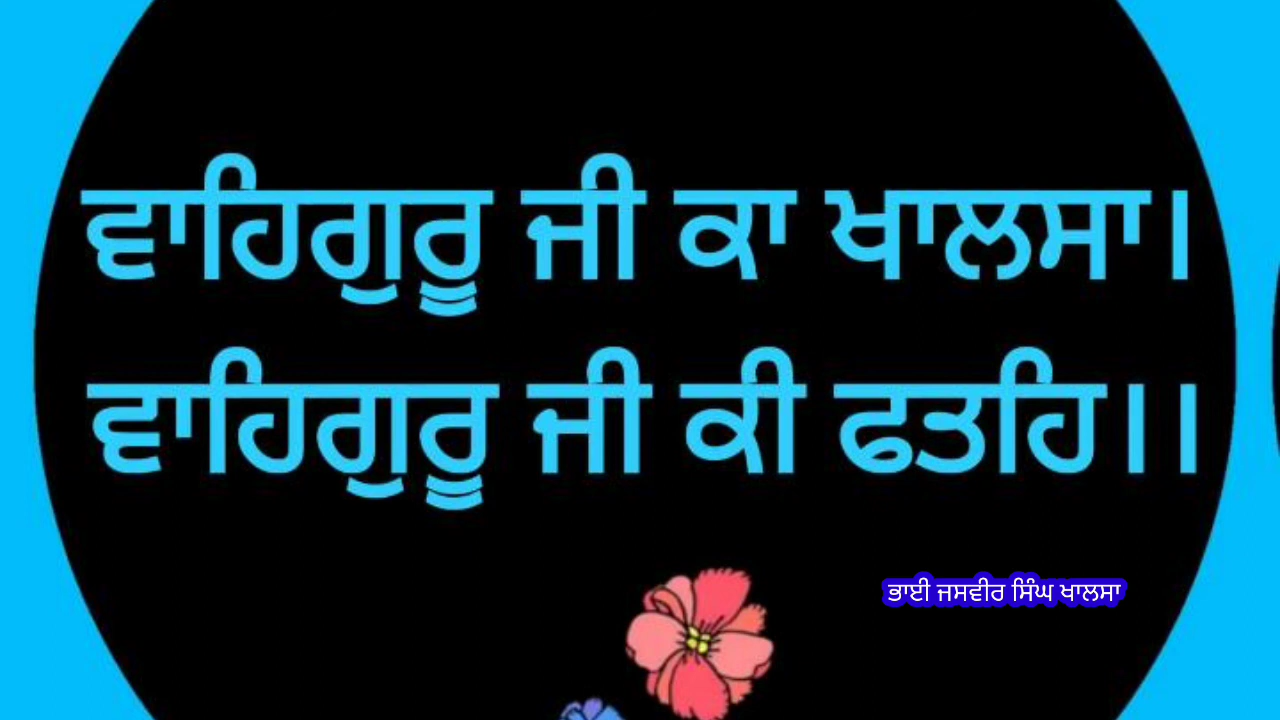 ਵਾਹਿਗੁਰੂ ਜੀ ਕਾ ਖਾਲਸਾ।
ਵਾਹਿਗੁਰੂ ਜੀ ਕੀ ਫਤਹਿ।।
ਭਾਈ ਜਸਵੀਰ ਸਿੰਘ ਖਾਲਸਾ